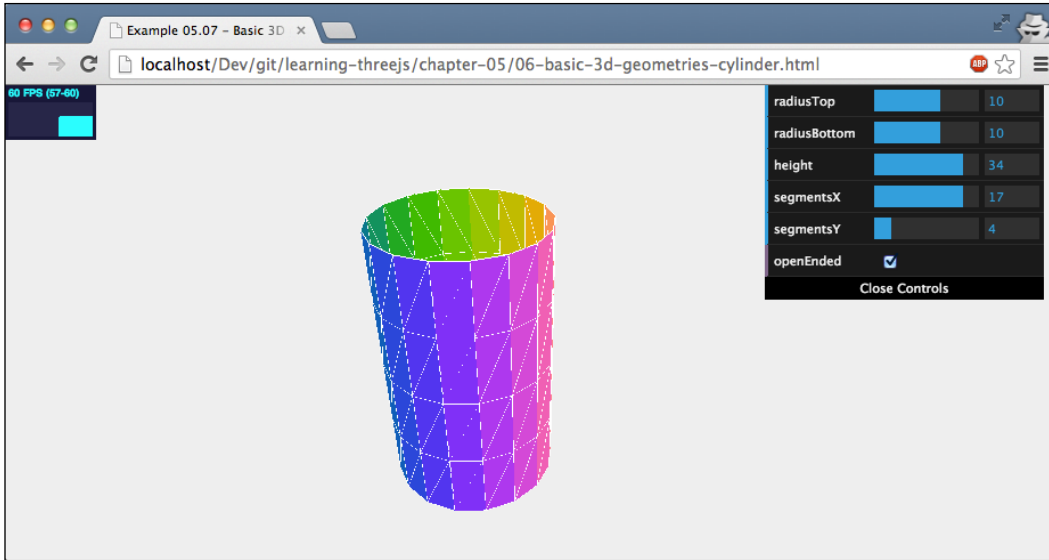 Example 05.07 – Basic 3D
localhost/Dev/git/learning-threejs/chapter-05/06-basic-3d-geometries-cylinder.html
ABP
60 FPS (57-60)
radiusTop 10
radiusBottom 10
height 34
segmentsX 17
segmentsY 4
openEnded
Close Controls